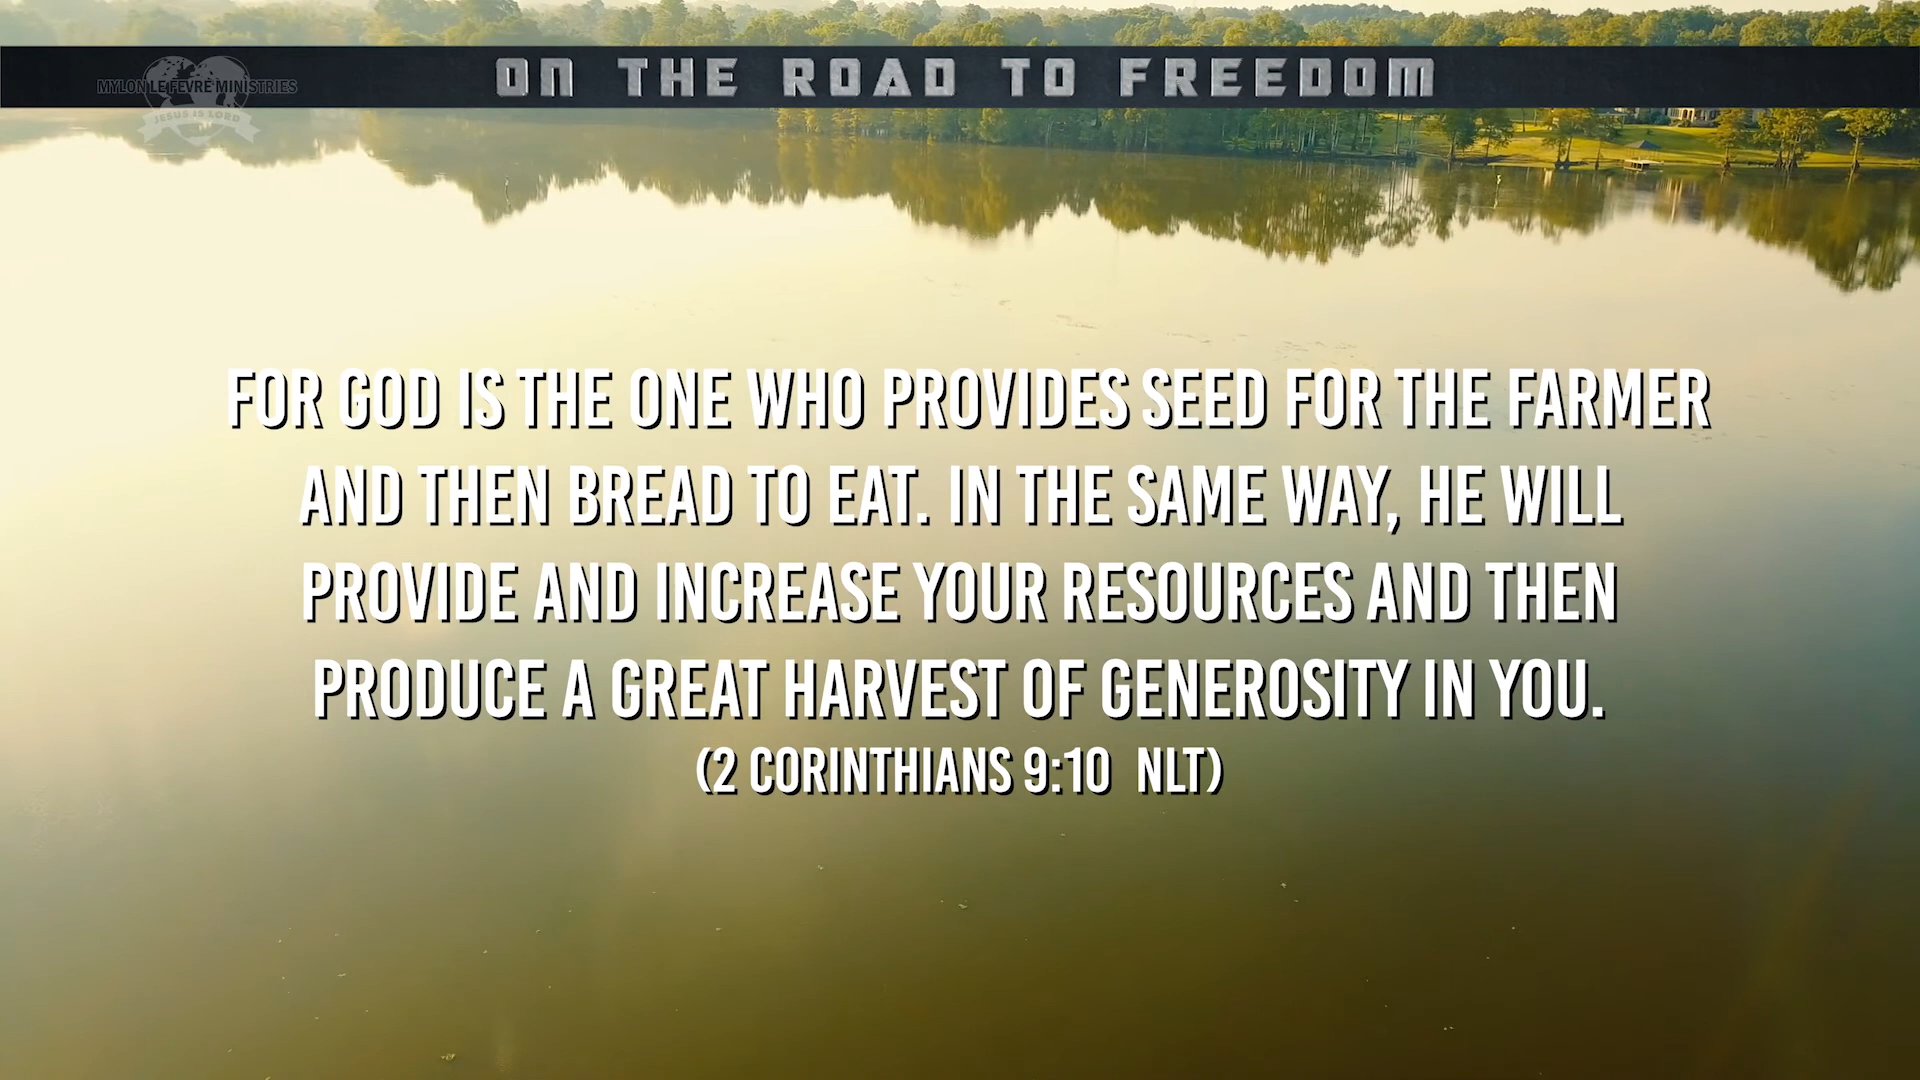 ON THE ROAD TO FREEDOM
MYLON LE FEVRE MINISTRIES
JESUS IS LORD
FOR GOD IS THE ONE WHO PROVIDES SEED FOR THE FARMER
AND THEN BREAD TO EAT. IN THE SAME WAY, HE WILL
PROVIDE AND INCREASE YOUR RESOURCES AND THEN
PRODUCE A GREAT HARVEST OF GENEROSITY IN YOU.
(2 CORINTHIANS 9:10 NLT)